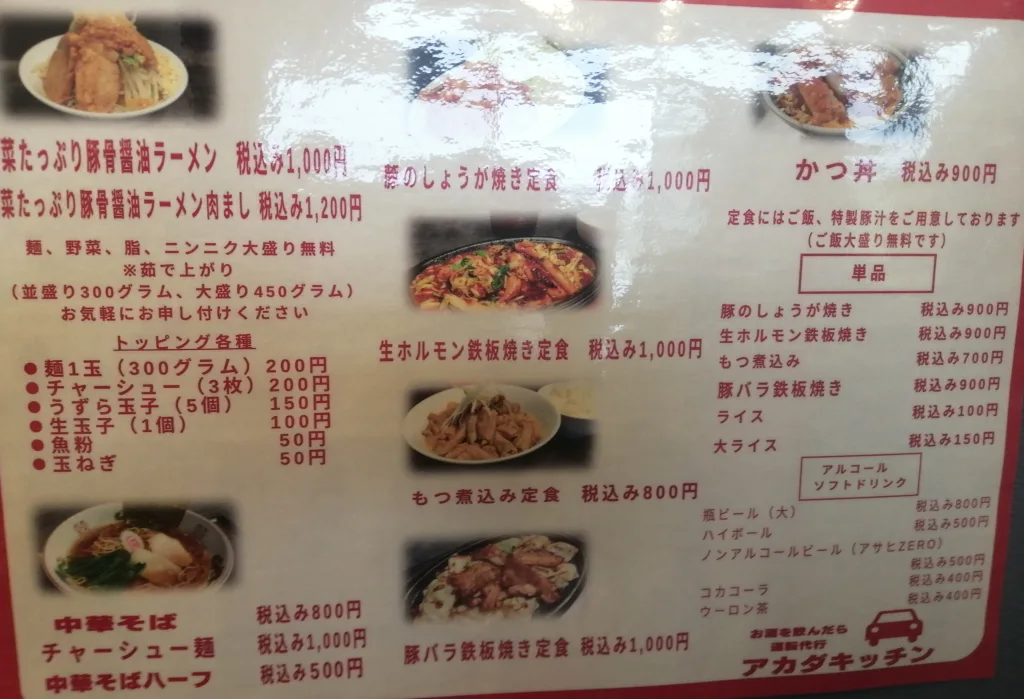 菜たっぷり豚骨醤油ラーメン 税込み1,000円
菜たっぷり豚骨醤油ラーメン肉まし 税込み1,200円
麺、野菜、脂、ニンニク大盛り無料
※茹で上がり
(並盛り300グラム、大盛り450グラム)
お気軽にお申し付けください
トッピング各種
●麺1玉(300グラム)200円
●チャーシュー(3枚)200円
●うずら玉子(5個) 150円
●生玉子(1個) 100円
●魚粉 50円
●玉ねぎ 50円
中華そば 税込み800円
チャーシュー麺 税込み1,000円
中華そばハーフ 税込み500円
豚のしょうが焼き定食 税込み1,000円
生ホルモン鉄板焼き定食 税込み1,000円
もつ煮込み定食 税込み800円
豚バラ鉄板焼き定食 税込み1,000円
かつ丼 税込み900円
定食にはご飯、特製豚汁をご用意しております
(ご飯大盛り無料です)
単品
豚のしょうが焼き 税込み900円
生ホルモン鉄板焼き 税込み900円
もつ煮込み 税込み700円
豚バラ鉄板焼き 税込み900円
ライス 税込み100円
大ライス 税込み150円
アルコール
ソフトドリンク
瓶ビール(大) 税込み800円
ハイボール 税込み500円
ノンアルコールビール(アサヒZERO)
税込み500円
コカコーラ 税込み400円
ウーロン茶 税込み400円
お酒を飲んだら
運転代行
アカダキッチン